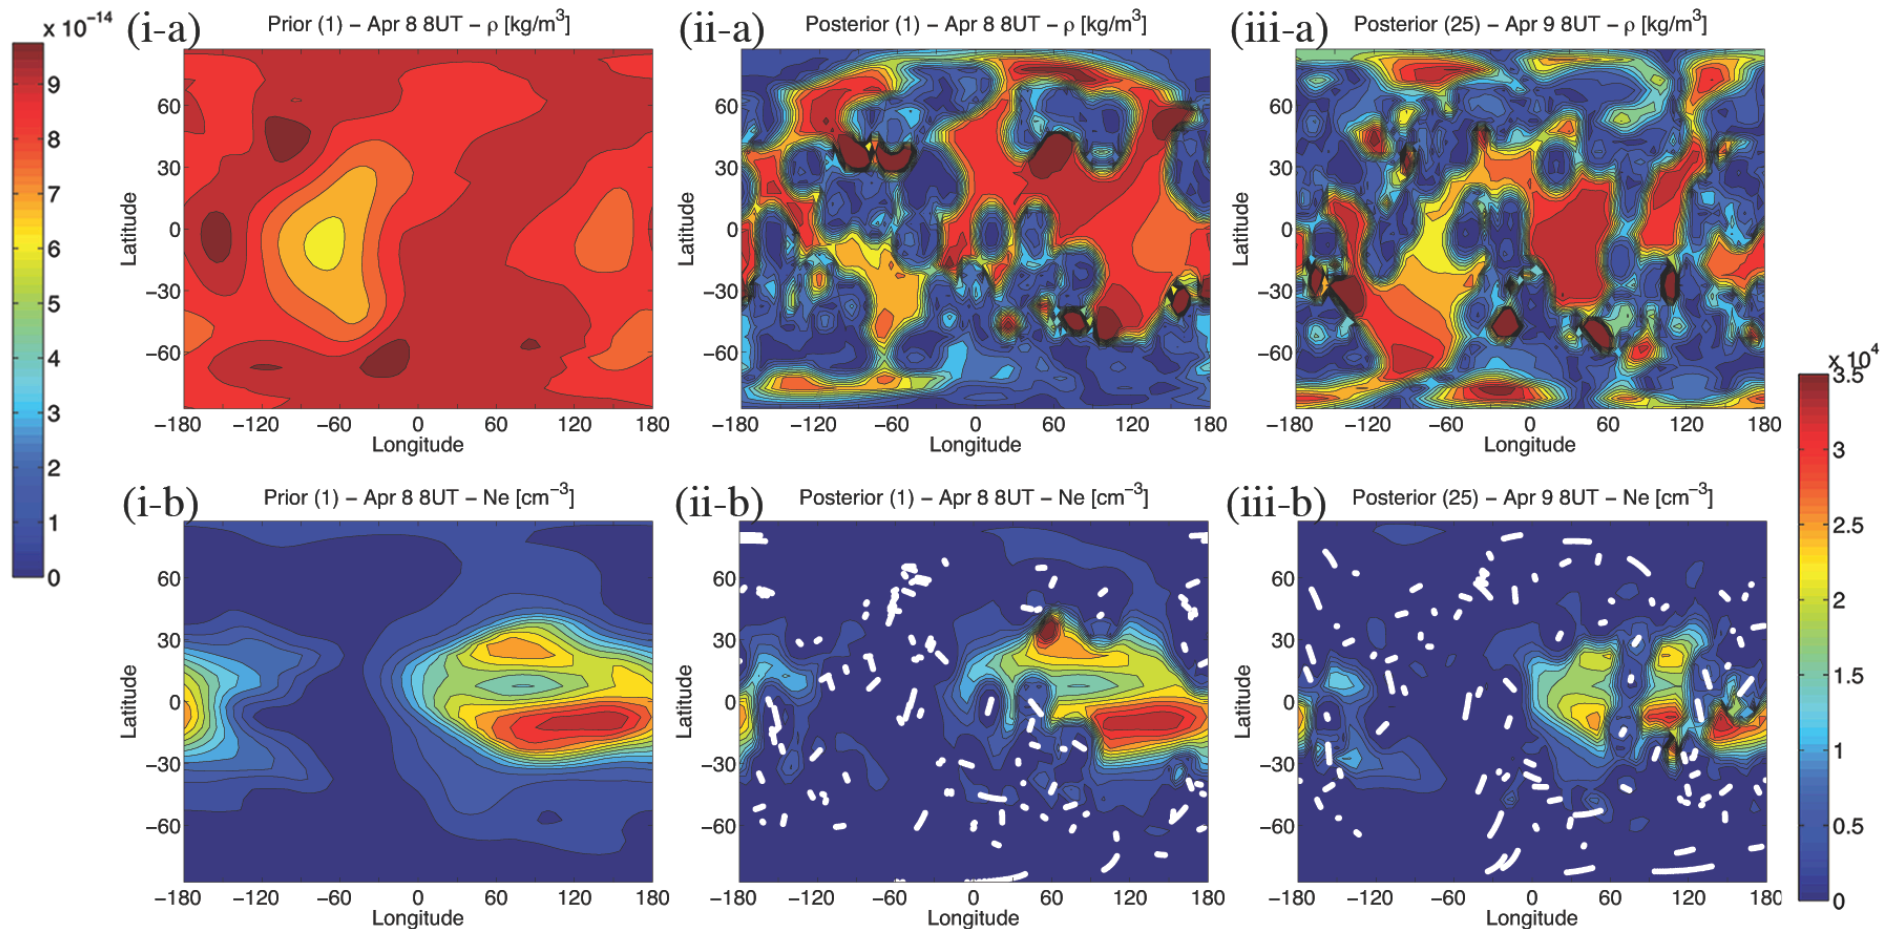 x 10⁻¹⁴
9
8
7
6
5
4
3
2
1
0
(i-a) Prior (1) – Apr 8 8UT – ρ [kg/m³]
60
30
0
−30
−60
Latitude
−180 −120 −60 0 60 120 180
Longitude
(ii-a) Posterior (1) – Apr 8 8UT – ρ [kg/m³]
60
30
0
−30
−60
Latitude
−180 −120 −60 0 60 120 180
Longitude
(iii-a) Posterior (25) – Apr 9 8UT – ρ [kg/m³]
60
30
0
−30
−60
Latitude
−180 −120 −60 0 60 120 180
Longitude
(i-b) Prior (1) – Apr 8 8UT – Ne [cm⁻³]
60
30
0
−30
−60
Latitude
−180 −120 −60 0 60 120 180
Longitude
(ii-b) Posterior (1) – Apr 8 8UT – Ne [cm⁻³]
60
30
0
−30
−60
Latitude
−180 −120 −60 0 60 120 180
Longitude
(iii-b) Posterior (25) – Apr 9 8UT – Ne [cm⁻³]
60
30
0
−30
−60
Latitude
−180 −120 −60 0 60 120 180
Longitude
x 10⁴
3.5
3
2.5
2
1.5
1
0.5
0